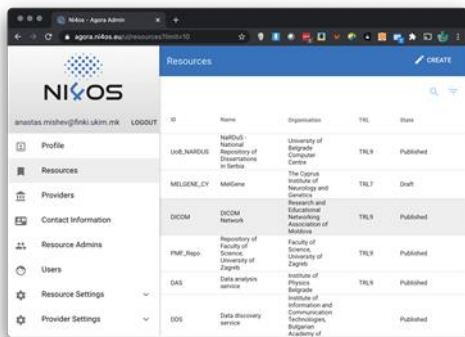 Ni4os - Agora Admin
agora.ni4os.eu/ui/resources?limit=10
NI4OS
anastas.mishev@finki.ukim.mk LOGOUT
Profile
Resources
Providers
Contact Information
Resource Admins
Users
Resource Settings
Provider Settings
Resources
CREATE
ID Name Organisation TRL State
UoB_NARDUS NaRDuS - National Repository of Dissertations in Serbia University of Belgrade Computer Centre TRL9 Published
MELGENE_CY MelGene The Cyprus Institute of Neurology and Genetics TRL7 Draft
DICOM DICOM Network Research and Educational Networking Association of Moldova TRL9 Published
PMF_Repo Repository of Faculty of Science, University of Zagreb Faculty of Science, University of Zagreb TRL9 Published
DAS Data analysis service Institute of Physics Belgrade TRL9 Published
DDS Data discovery service Institute of Information and Communication Technologies, Bulgarian Academy of Published